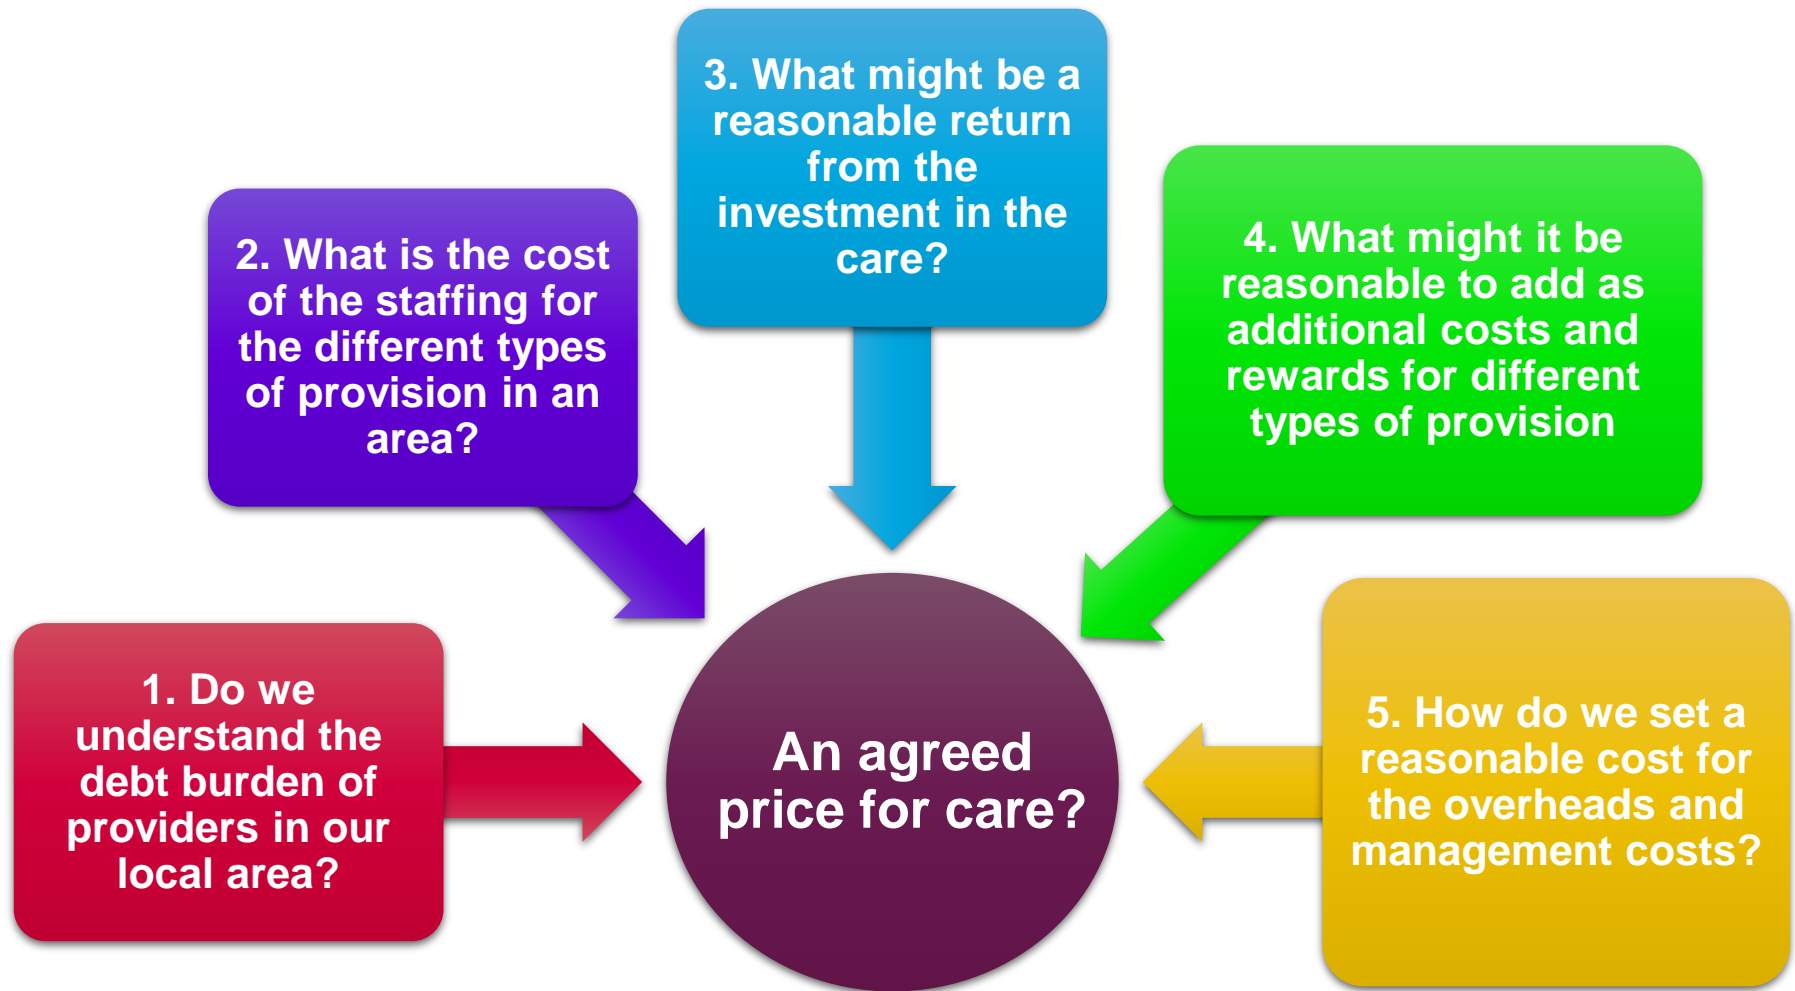 1. Do we
understand the
debt burden of
providers in our
local area?
2. What is the cost
of the staffing for
the different types
of provision in an
area?
3. What might be a
reasonable return
from the
investment in the
care?
4. What might it be
reasonable to add as
additional costs and
rewards for different
types of provision
5. How do we set a
reasonable cost for
the overheads and
management costs?
An agreed
price for care?